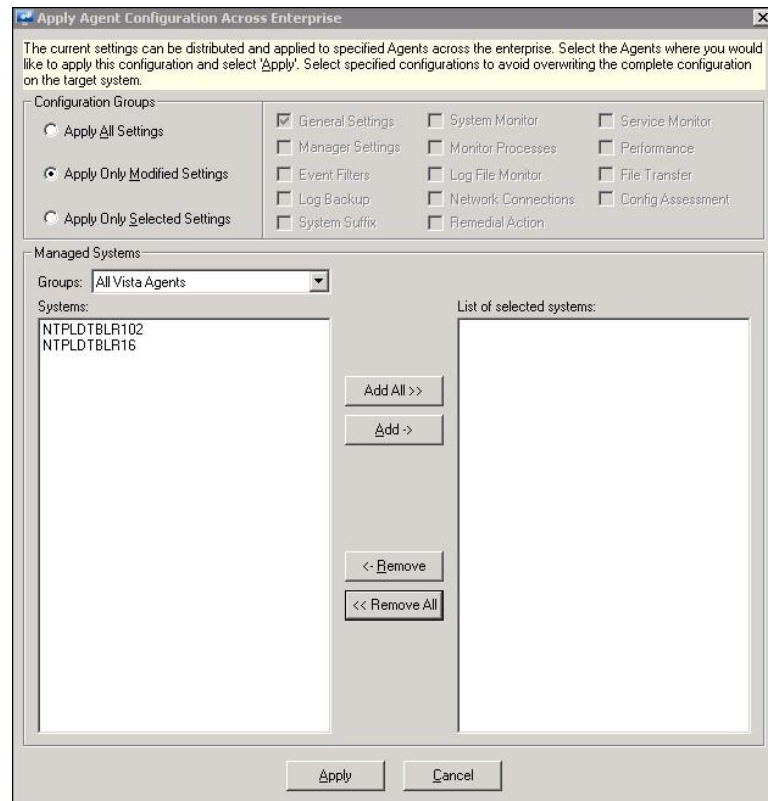 Apply Agent Configuration Across Enterprise
The current settings can be distributed and applied to specified Agents across the enterprise. Select the Agents where you would
like to apply this configuration and select 'Apply'. Select specified configurations to avoid overwriting the complete configuration
on the target system.
Configuration Groups
Apply All Settings
Apply Only Modified Settings
Apply Only Selected Settings
General Settings System Monitor Service Monitor
Manager Settings Monitor Processes Performance
Event Filters Log File Monitor File Transfer
Log Backup Network Connections Config Assessment
System Suffix Remedial Action
Managed Systems
Groups: All Vista Agents
Systems:
NTPLDTBLR102
NTPLDTBLR16
Add All >>
Add ->
<- Remove
<< Remove All
List of selected systems:
Apply Cancel